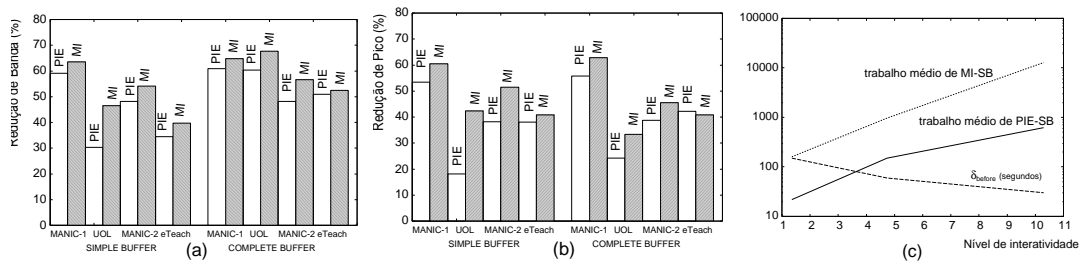 Redução de Banda (%)
80
70
60
50
40
30
20
10
0
PIE
MI
PIE
MI
PIE
MI
PIE
MI
PIE
MI
PIE
MI
PIE
MI
PIE
MI
MANIC-1 UOL MANIC-2 eTeach MANIC-1 UOL MANIC-2 eTeach
SIMPLE BUFFER (a) COMPLETE BUFFER
Redução de Pico (%)
80
70
60
50
40
30
20
10
0
PIE
MI
PIE
MI
PIE
MI
PIE
MI
PIE
MI
PIE
MI
PIE
MI
PIE
MI
MANIC-1 UOL MANIC-2 eTeach MANIC-1 UOL MANIC-2 eTeach
SIMPLE BUFFER (b) COMPLETE BUFFER
100000
10000
1000
100
10
trabalho médio de MI-SB
trabalho médio de PIE-SB
δbefore (segundos)
1 2 3 4 5 6 7 8 9 10 11
(c) Nível de interatividade